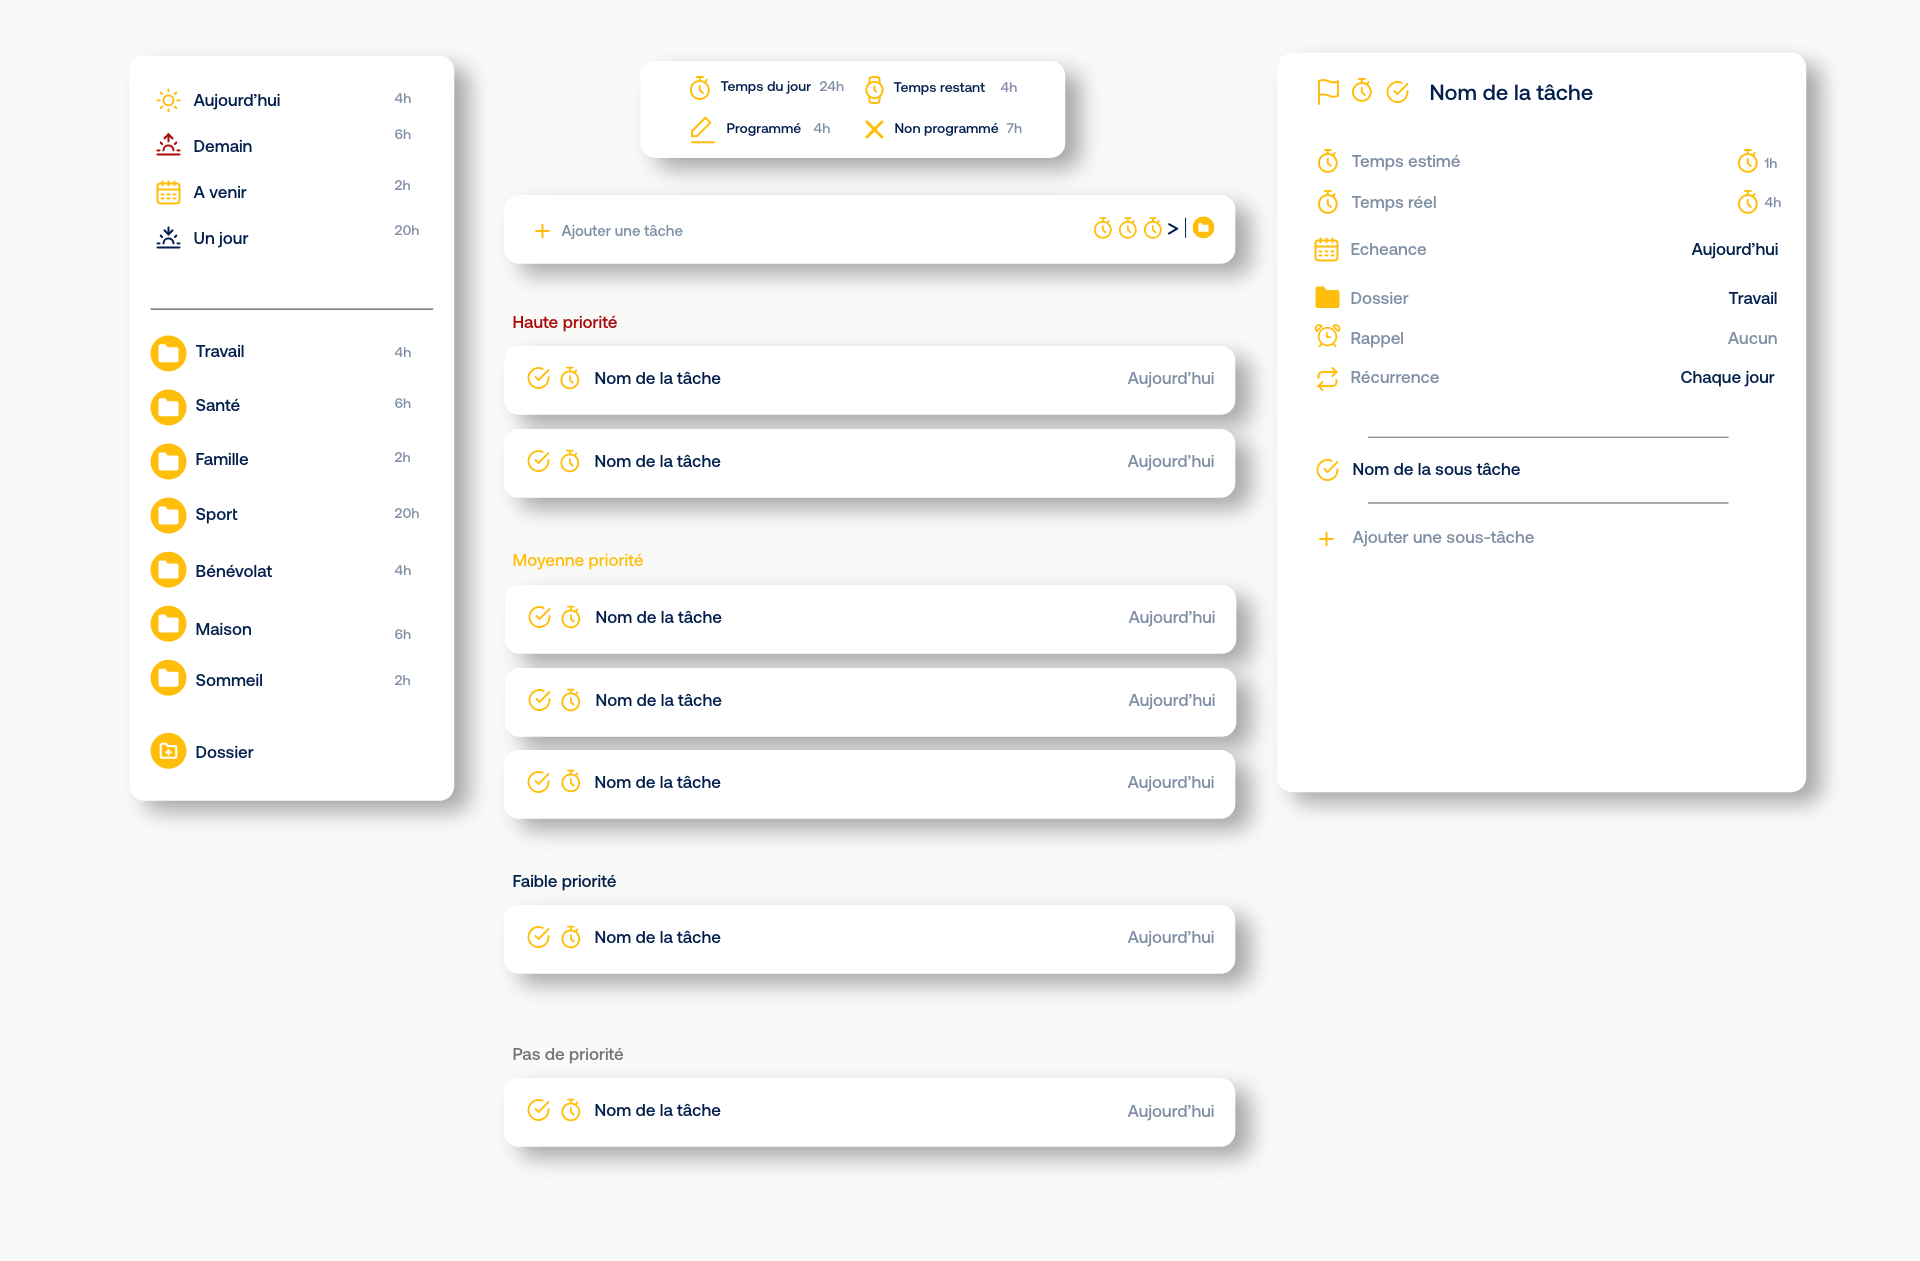 Aujourd’hui 4h
Demain 6h
A venir 2h
Un jour 20h
Travail 4h
Santé 6h
Famille 2h
Sport 20h
Bénévolat 4h
Maison 6h
Sommeil 2h
Dossier
Temps du jour 24h Temps restant 4h
Programmé 4h Non programmé 7h
Ajouter une tâche >
Haute priorité
Nom de la tâche Aujourd’hui
Nom de la tâche Aujourd’hui
Moyenne priorité
Nom de la tâche Aujourd’hui
Nom de la tâche Aujourd’hui
Nom de la tâche Aujourd’hui
Faible priorité
Nom de la tâche Aujourd’hui
Pas de priorité
Nom de la tâche Aujourd’hui
Nom de la tâche
Temps estimé 1h
Temps réel 4h
Echeance Aujourd’hui
Dossier Travail
Rappel Aucun
Récurrence Chaque jour
Nom de la sous tâche
Ajouter une sous-tâche